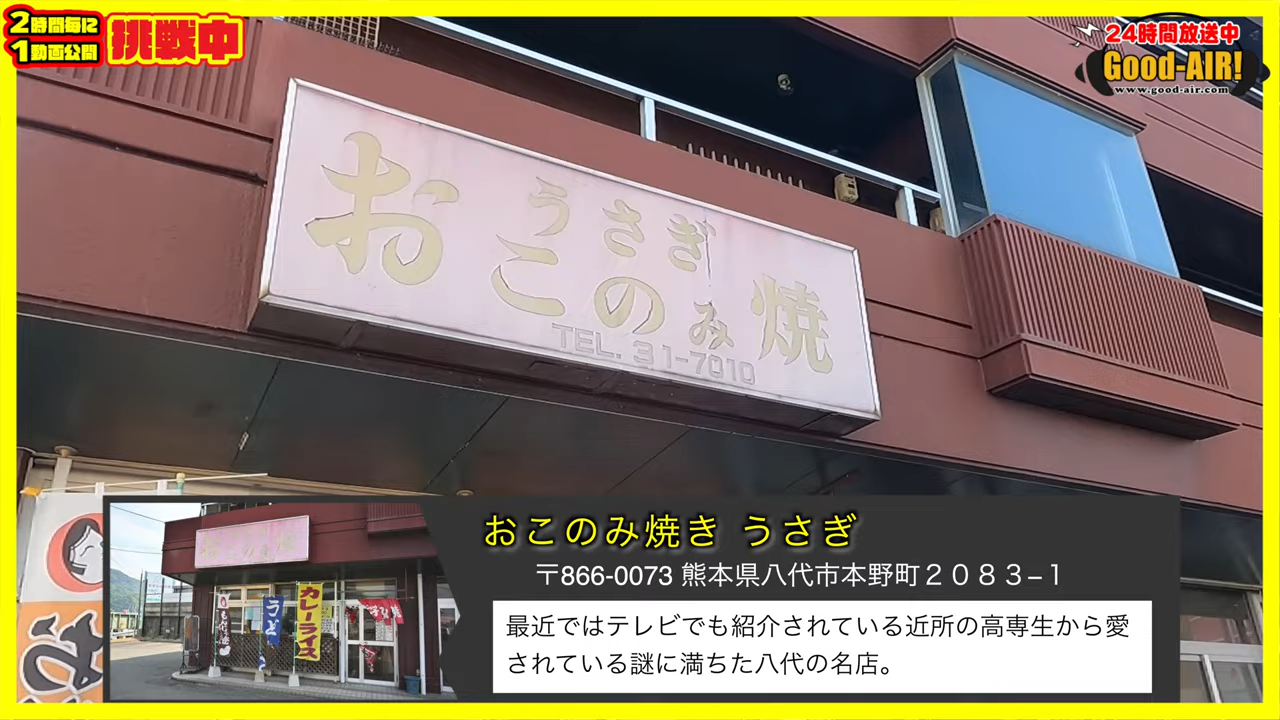 2時間毎に
1動画公開
挑戦中
24時間放送中
Good-AIR!
www.good-air.com
うさぎ
おこのみ焼
TEL. 31-7010
おこのみ焼き うさぎ
〒866-0073 熊本県八代市本野町２０８３−１
最近ではテレビでも紹介されている近所の高専生から愛
されている謎に満ちた八代の名店。
カレーライス
うどん
お